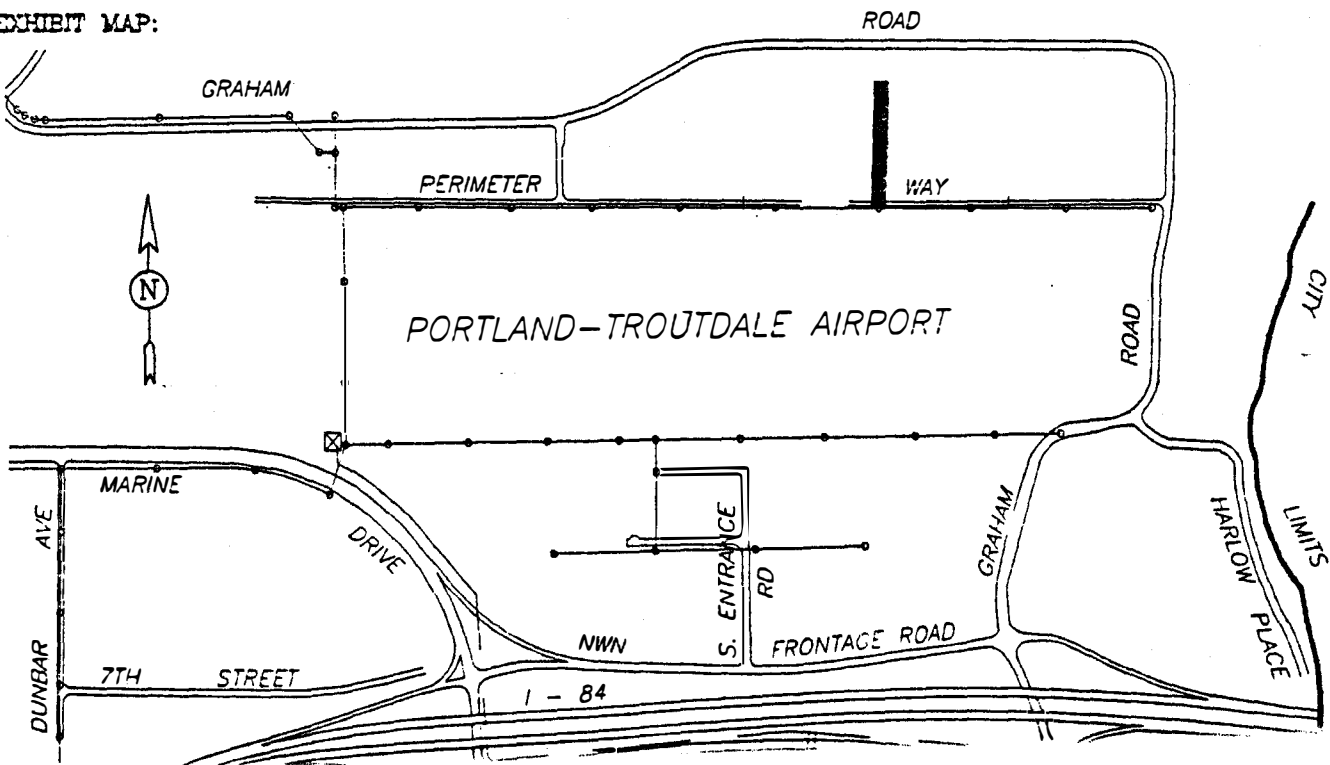 EXHIBIT MAP:
ROAD
GRAHAM
PERIMETER
WAY
N
CITY
PORTLAND-TROUTDALE AIRPORT
ROAD
MARINE
AVE
DRIVE
S. ENTRANCE
RD
GRAHAM
HARLOW
LIMITS
PLACE
NWN
FRONTAGE ROAD
7TH STREET
DUNBAR
I - 84